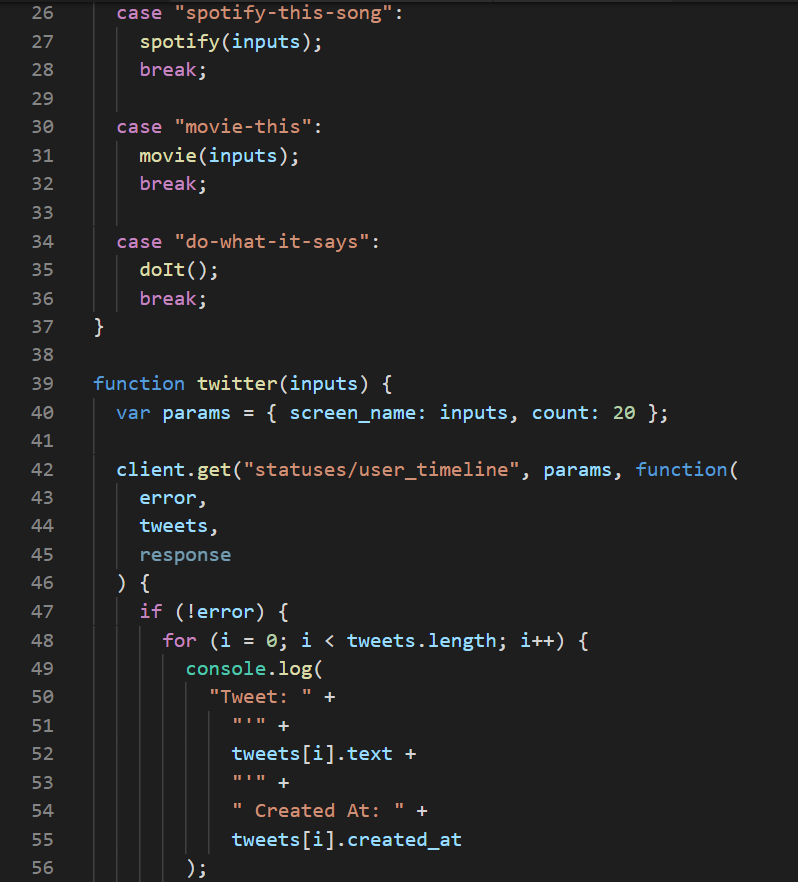 26 case "spotify-this-song":
27 spotify(inputs);
28 break;
29
30 case "movie-this":
31 movie(inputs);
32 break;
33
34 case "do-what-it-says":
35 doIt();
36 break;
37 }
38
39 function twitter(inputs) {
40 var params = { screen_name: inputs, count: 20 };
41
42 client.get("statuses/user_timeline", params, function(
43 error,
44 tweets,
45 response
46 ) {
47 if (!error) {
48 for (i = 0; i < tweets.length; i++) {
49 console.log(
50 "Tweet: " +
51 "'" +
52 tweets[i].text +
53 "'" +
54 " Created At: " +
55 tweets[i].created_at
56 );